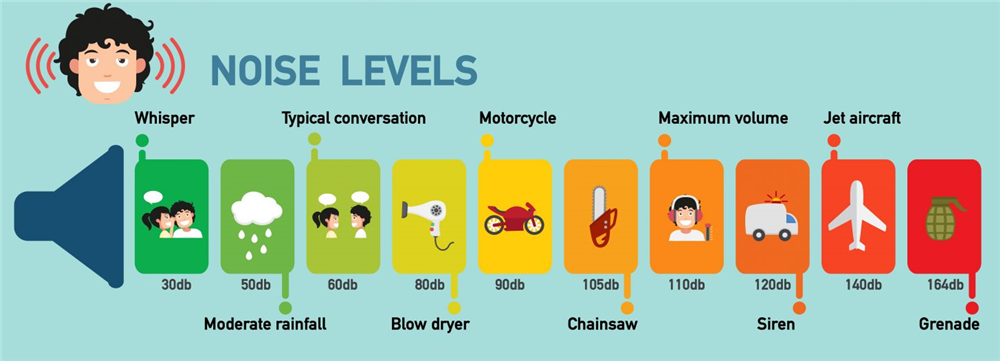 NOISE LEVELS
Whisper
Typical conversation
Motorcycle
Maximum volume
Jet aircraft
30db
50db
60db
80db
90db
105db
110db
120db
140db
164db
Moderate rainfall
Blow dryer
Chainsaw
Siren
Grenade